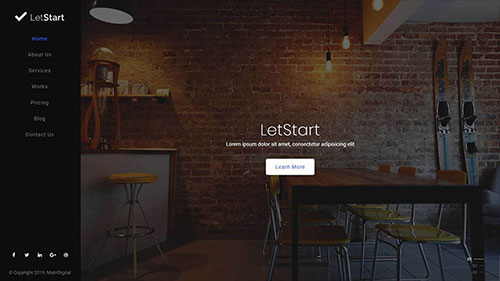 LetStart
Home
About Us
Services
Works
Pricing
Blog
Contact Us
© Copyright 2019. MattrDigital
LetStart
Lorem ipsum dolor sit amet, consectetur adipisicing elit
Learn More